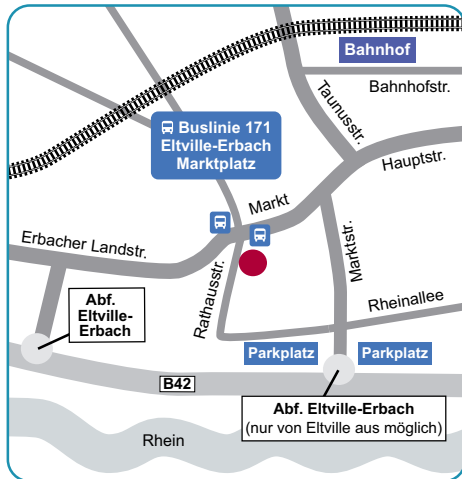 Bahnhof
Bahnhofstr.
Taunusstr.
Buslinie 171
Eltville-Erbach
Marktplatz
Hauptstr.
Markt
Erbacher Landstr.
Rathausstr.
Marktstr.
Abf.
Eltville-
Erbach
Rheinallee
Parkplatz
Parkplatz
B42
Abf. Eltville-Erbach
(nur von Eltville aus möglich)
Rhein